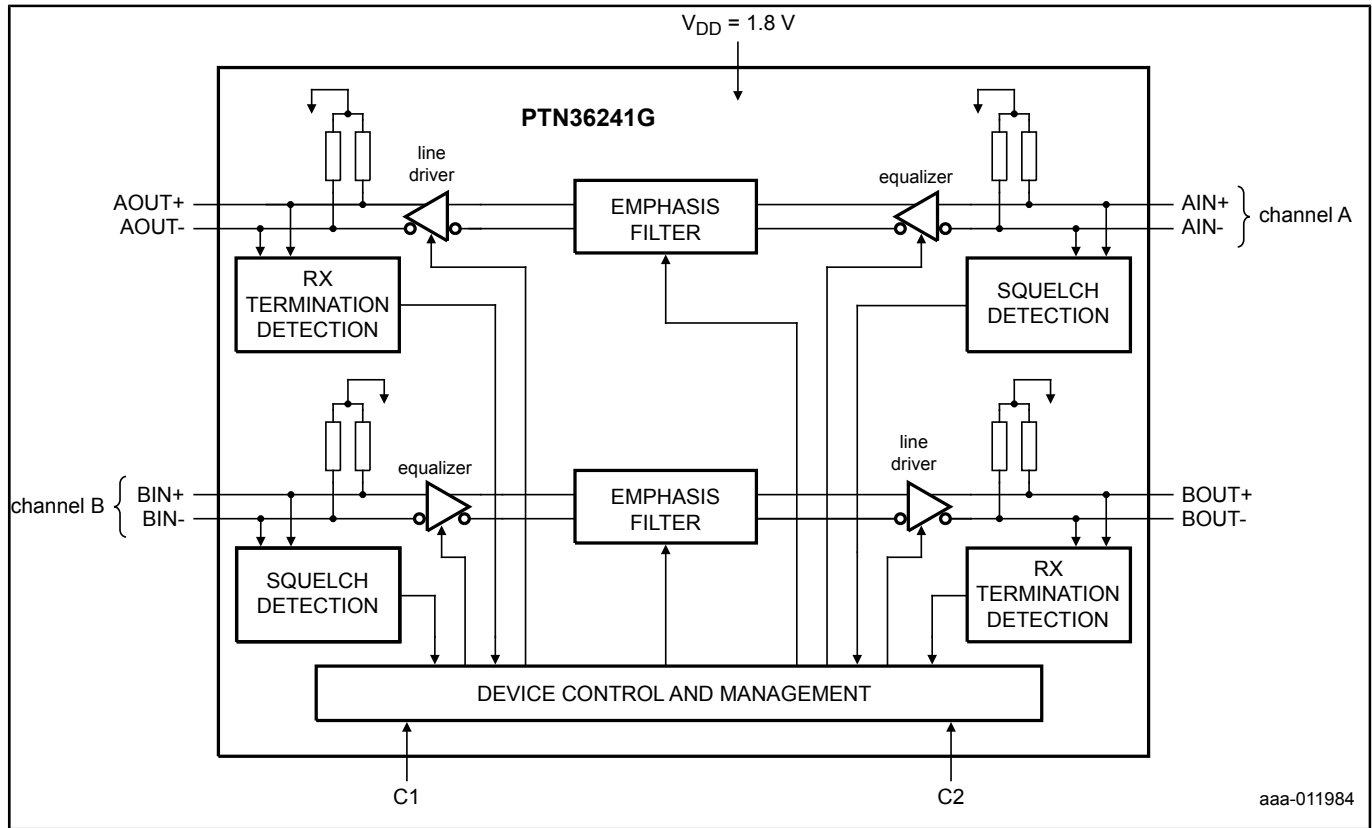 VDD = 1.8 V
PTN36241G
line
driver
equalizer
AOUT+
AOUT-
EMPHASIS
FILTER
AIN+
AIN-
channel A
RX
TERMINATION
DETECTION
SQUELCH
DETECTION
equalizer
line
driver
channel B
BIN+
BIN-
EMPHASIS
FILTER
BOUT+
BOUT-
SQUELCH
DETECTION
RX
TERMINATION
DETECTION
DEVICE CONTROL AND MANAGEMENT
C1
C2
aaa-011984